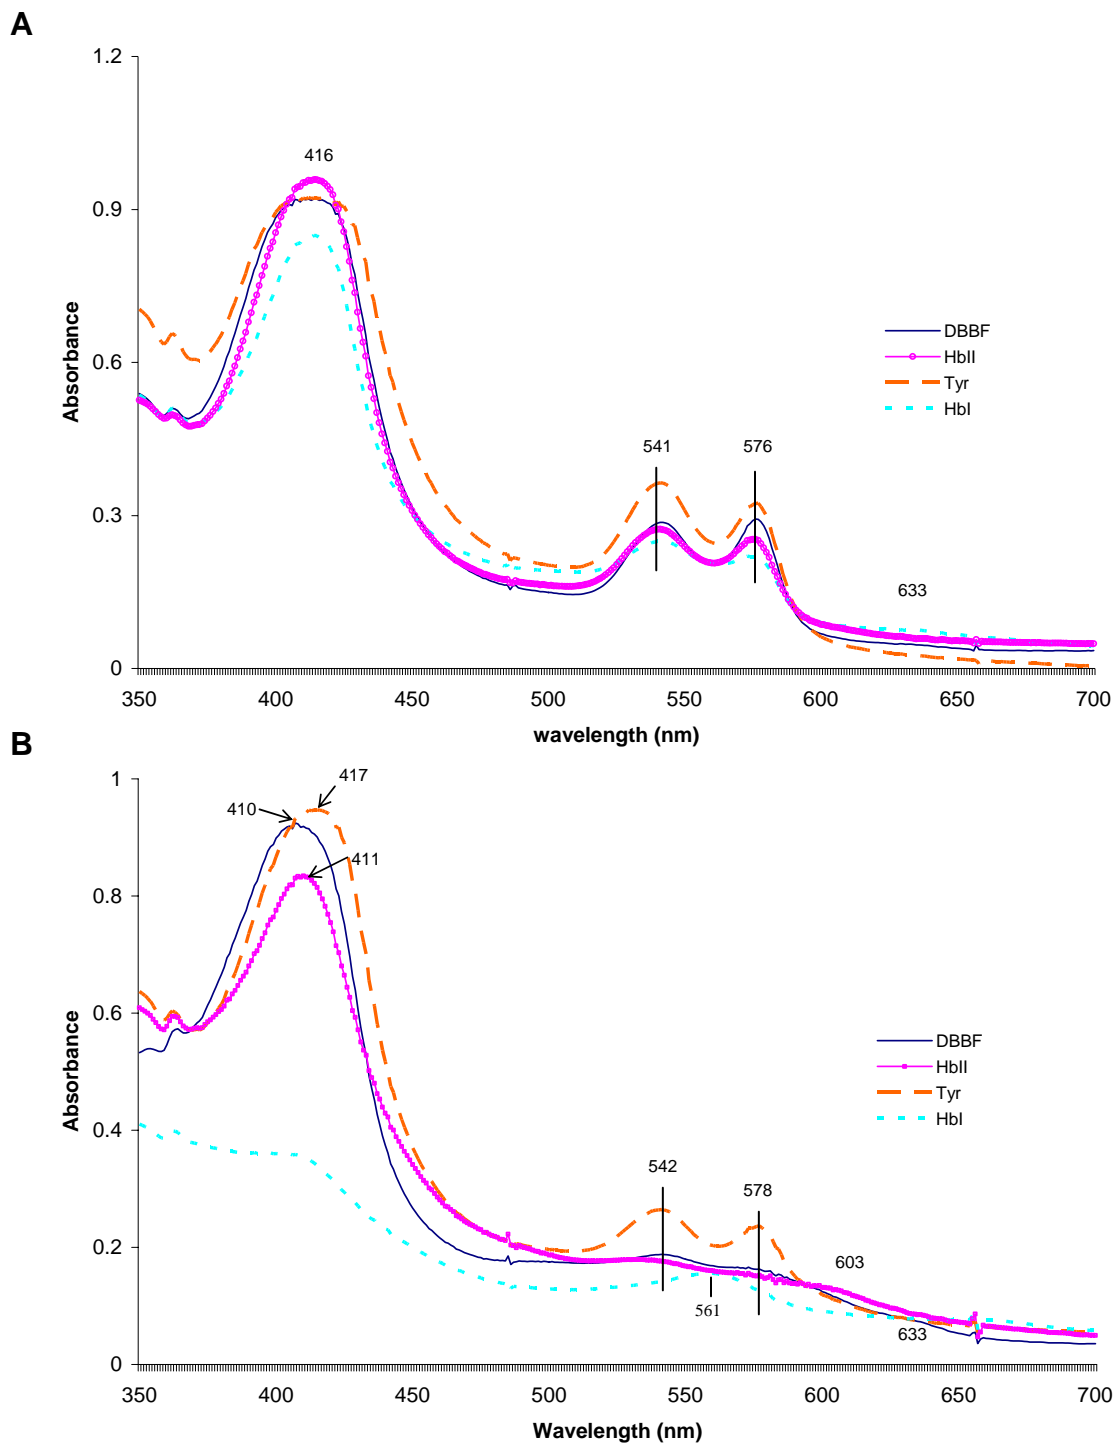 A
1.2
416
0.9
DBBF
HbII
Tyr
HbI
Absorbance
0.6
541
576
0.3
633
0
350
400
450
500
550
600
650
700
wavelength (nm)
B
1
417
410
411
0.8
0.6
DBBF
HbII
Tyr
HbI
Absorbance
0.4
542
578
0.2
603
561
633
0
350
400
450
500
550
600
650
700
Wavelength (nm)